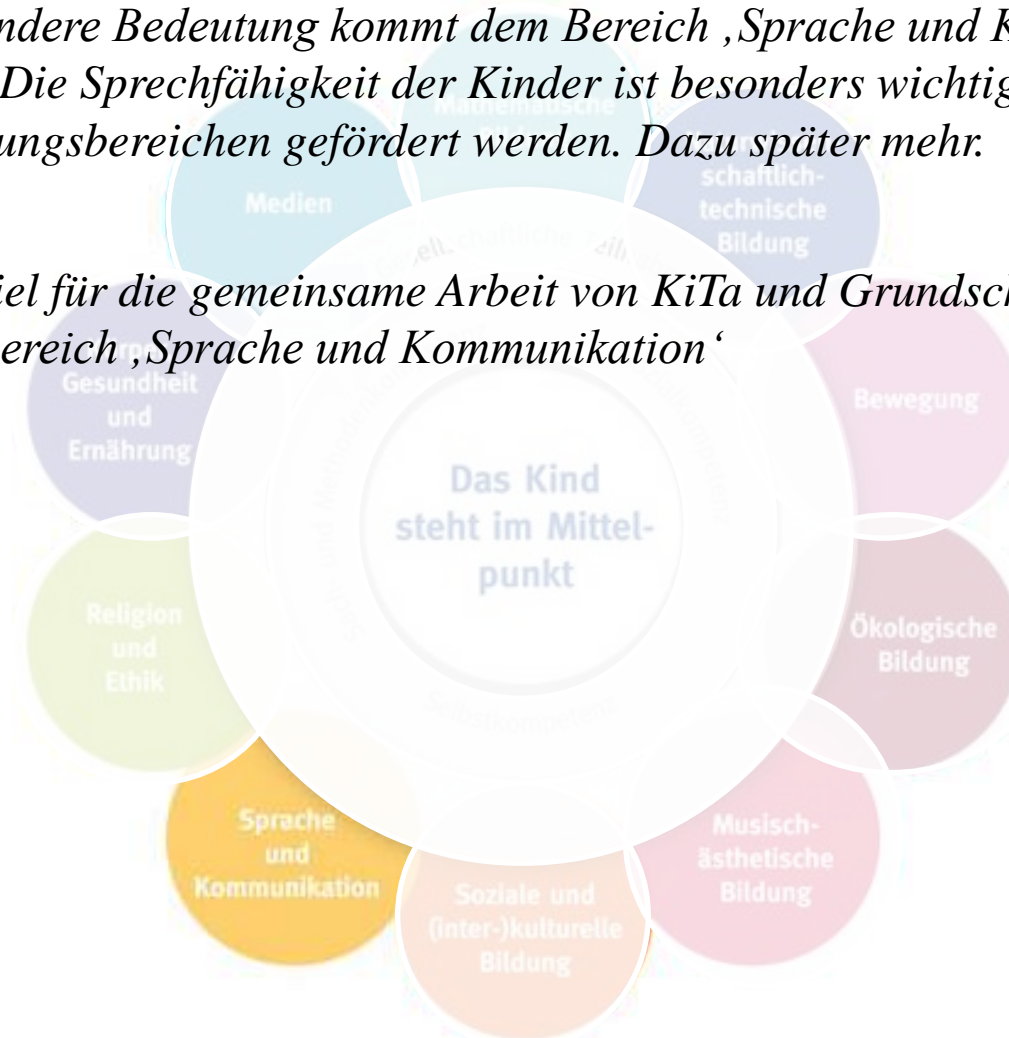 ndere Bedeutung kommt dem Bereich ‚Sprache und K
Die Sprechfähigkeit der Kinder ist besonders wichtig
ungsbereichen gefördert werden. Dazu später mehr.
iel für die gemeinsame Arbeit von KiTa und Grundsch
ereich ‚Sprache und Kommunikation‘
Mathematische
schaftlich-
technische
Bildung
Medien
Gesundheit
und
Ernährung
Bewegung
Das Kind
steht im Mittel-
punkt
Religion
und
Ethik
Ökologische
Bildung
Selbstkompetenz
Sprache
und
Kommunikation
Musisch-
ästhetische
Bildung
Soziale und
(inter-)kulturelle
Bildung